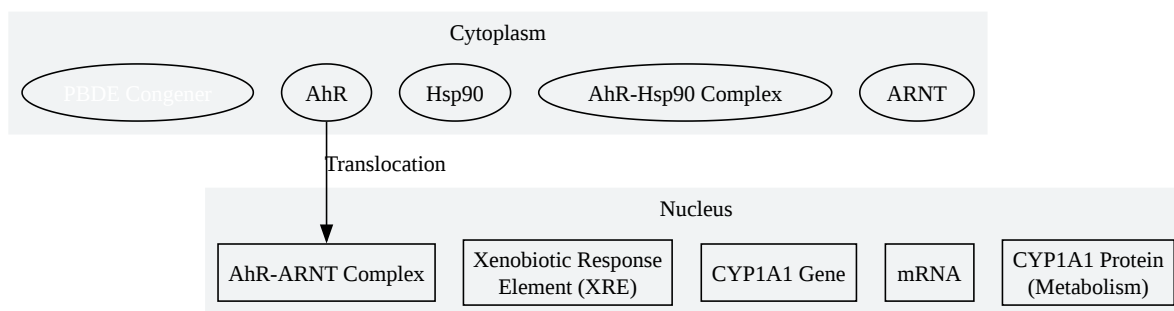 Cytoplasm
PBDE Congener
AhR
Hsp90
AhR-Hsp90 Complex
ARNT
Translocation
Nucleus
AhR-ARNT Complex
Xenobiotic Response
Element (XRE)
CYP1A1 Gene
mRNA
CYP1A1 Protein
(Metabolism)